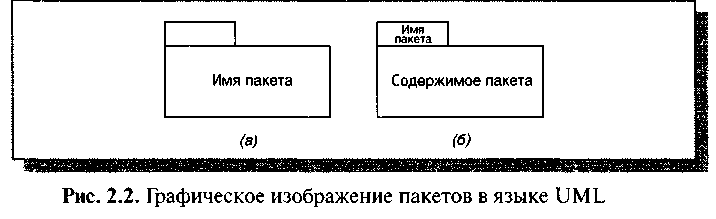 Имя пакета
Имя
пакета
Содержимое пакета
(а)
(б)
Рис. 2.2. Графическое изображение пакетов в языке UML